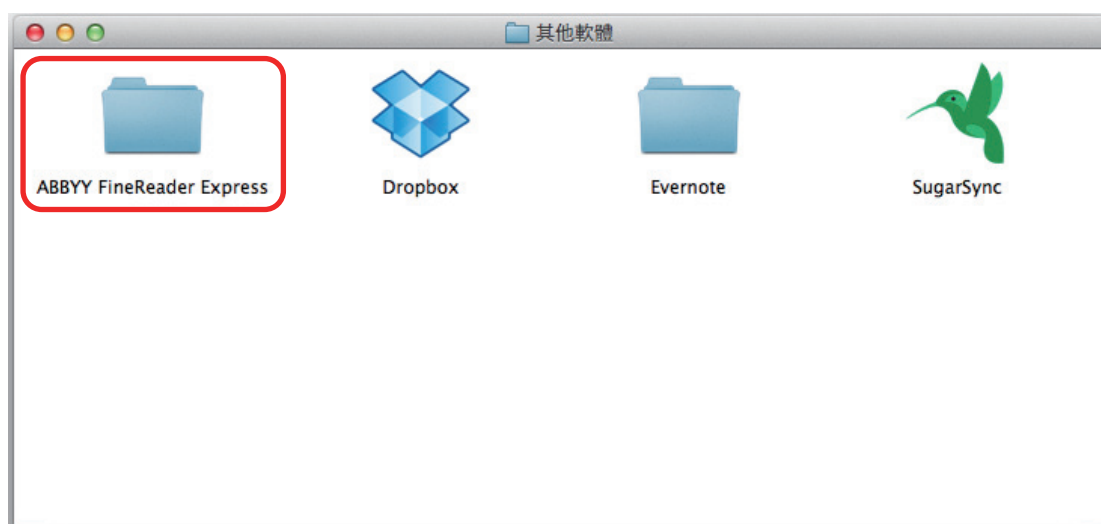 其他軟體
ABBYY FineReader Express
Dropbox
Evernote
SugarSync